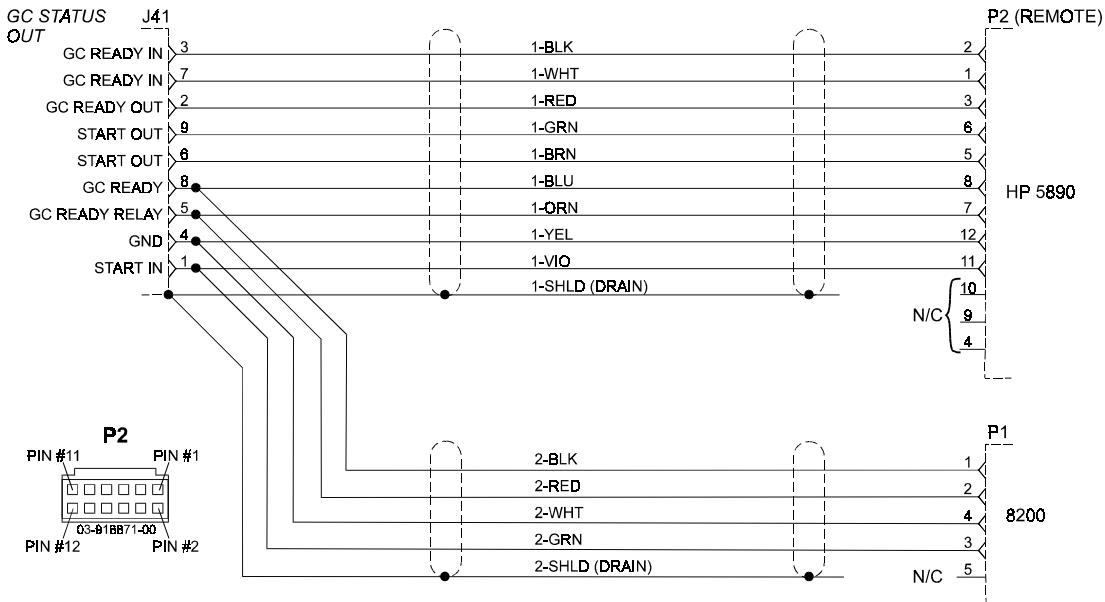 GC STATUS OUT J41 P2 (REMOTE)
GC READY IN 3 1-BLK 2
GC READY IN 7 1-WHT 1
GC READY OUT 2 1-RED 3
START OUT 9 1-GRN 6
START OUT 6 1-BRN 5
GC READY 8 1-BLU 8
HP 5890
GC READY RELAY 5 1-ORN 7
GND 4 1-YEL 12
START IN 1 1-VIO 11
1-SHLD (DRAIN) 10
N/C 9
4
P2
P1
PIN #11 PIN #1
2-BLK 1
2-RED 2
2-WHT 4
8200
PIN #12 PIN #2
2-GRN 3
2-SHLD (DRAIN) N/C 5